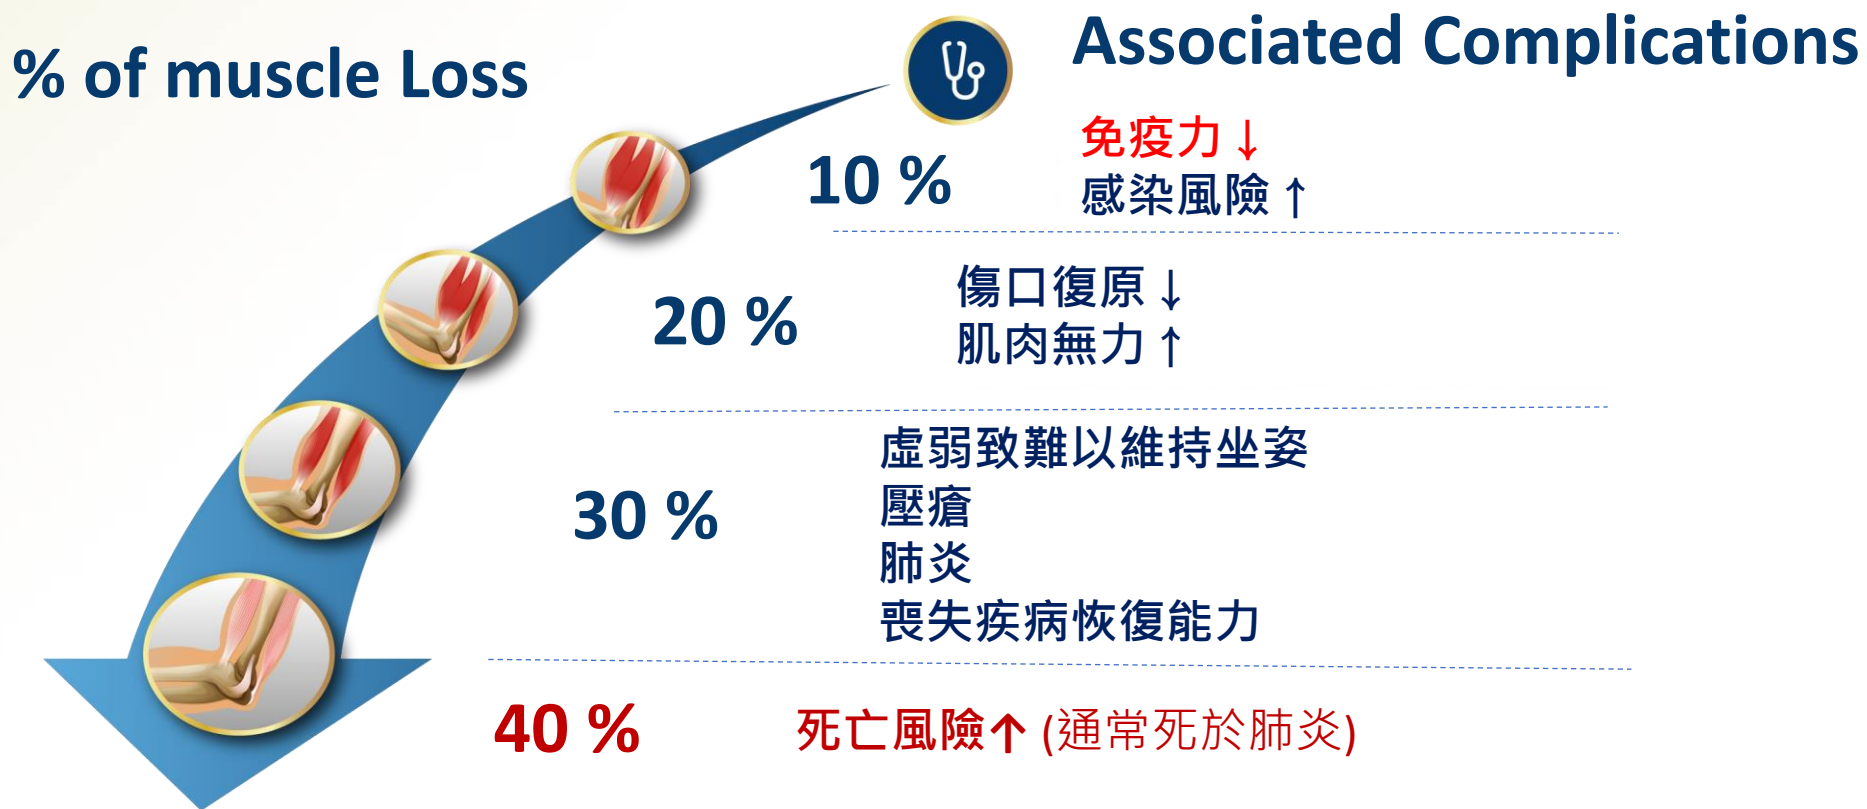 % of muscle Loss
Associated Complications
10 %
免疫力↓
感染風險↑
20 %
傷口復原↓
肌肉無力↑
30 %
虛弱致難以維持坐姿
壓瘡
肺炎
喪失疾病恢復能力
40 %
死亡風險↑ (通常死於肺炎)